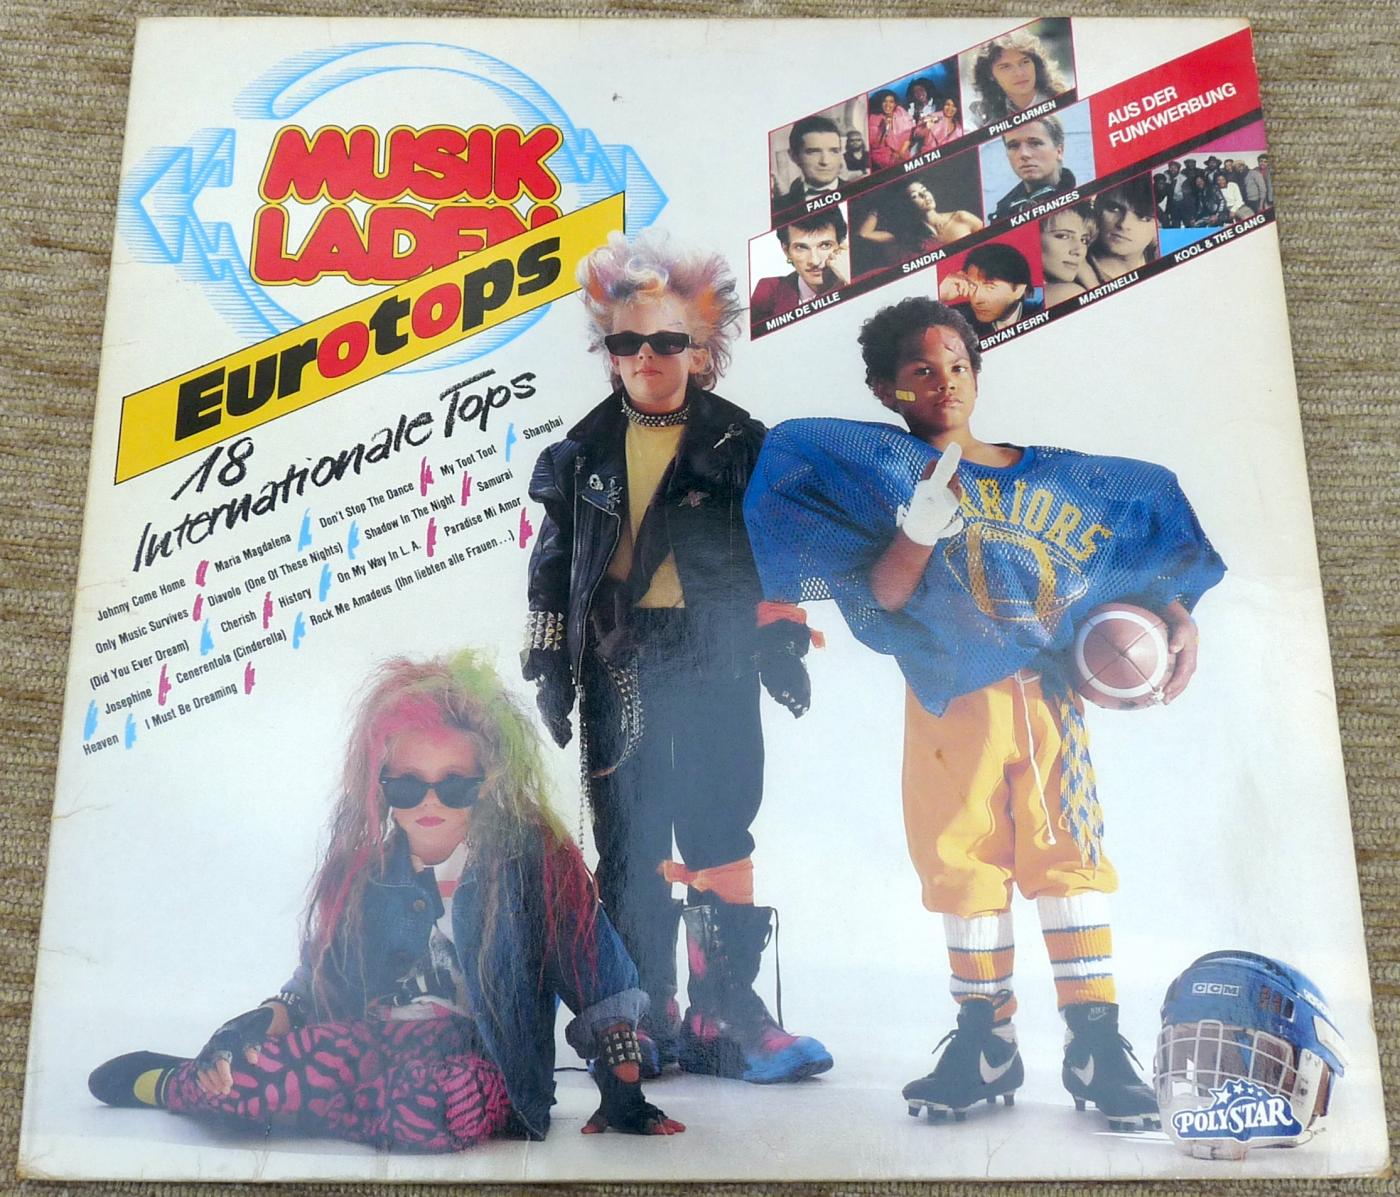 MUSIK
LADEN
Eurotops
18
Internationale Tops
Johnny Come Home Maria Magdalena Don't Stop The Dance My Toot Toot Shanghai
Only Music Survives Diavolo (One Of These Nights) Shadow In The Night Samurai
(Did You Ever Dream) Cherish History On My Way In L. A. Paradise Mi Amor
Josephine Cenerentola (Cinderella) Rock Me Amadeus (Ihn liebten alle Frauen...)
Heaven I Must Be Dreaming
AUS DER
FUNKWERBUNG
FALCO MAI TAI PHIL CARMEN
MINK DE VILLE SANDRA KAY FRANZES
BRYAN FERRY MARTINELLI KOOL & THE GANG
WARRIORS
CCM
NIKE
POLYSTAR